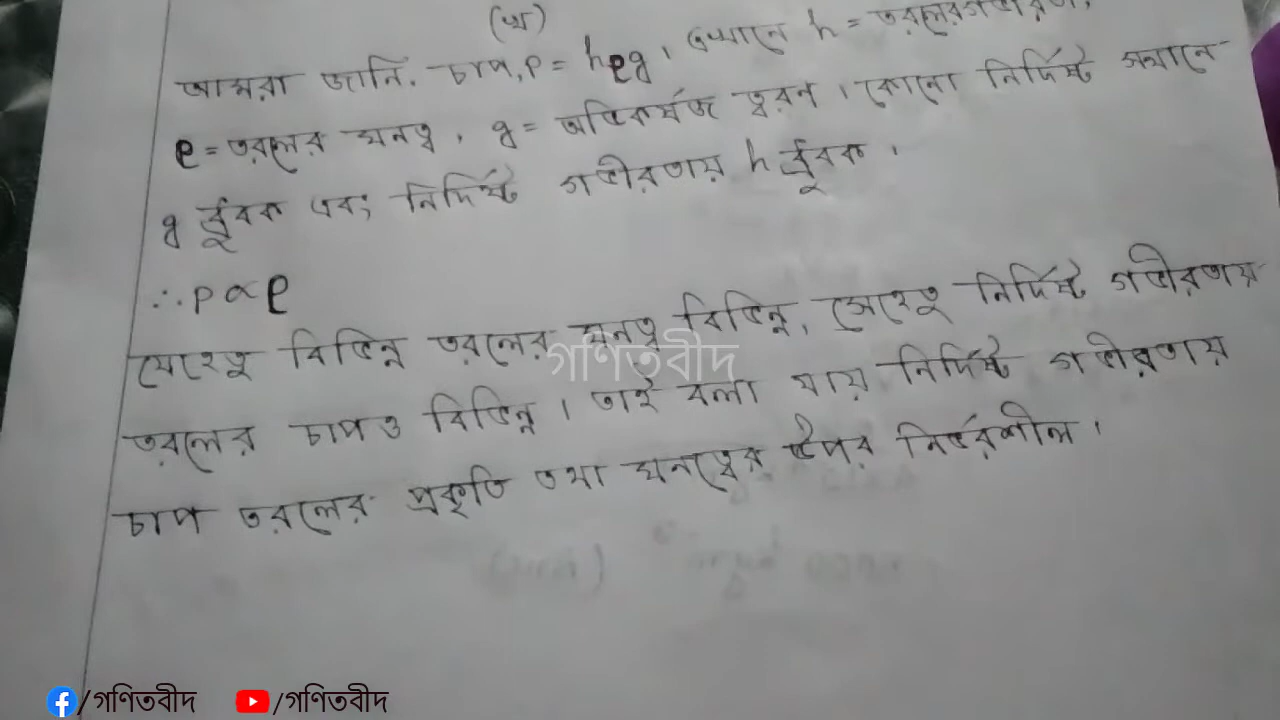 (খ)
আমরা জানি, চাপ, P = hρg, এখানে h = তরলের গভীরতা,
ρ = তরলের ঘনত্ব, g = অভিকর্ষজ ত্বরন। কোনো নির্দিষ্ট স্থানে
g ধ্রুবক এবং নির্দিষ্ট গভীরতায় h ধ্রুবক।
∴ P ∝ ρ
যেহেতু বিভিন্ন তরলের ঘনত্ব বিভিন্ন, সেহেতু নির্দিষ্ট গভীরতায়
তরলের চাপও বিভিন্ন। তাই বলা যায় নির্দিষ্ট গভীরতায়
চাপ তরলের প্রকৃতি তথা ঘনত্বের উপর নির্ভরশীল।
গণিতবীদ
/গণিতবীদ /গণিতবীদ